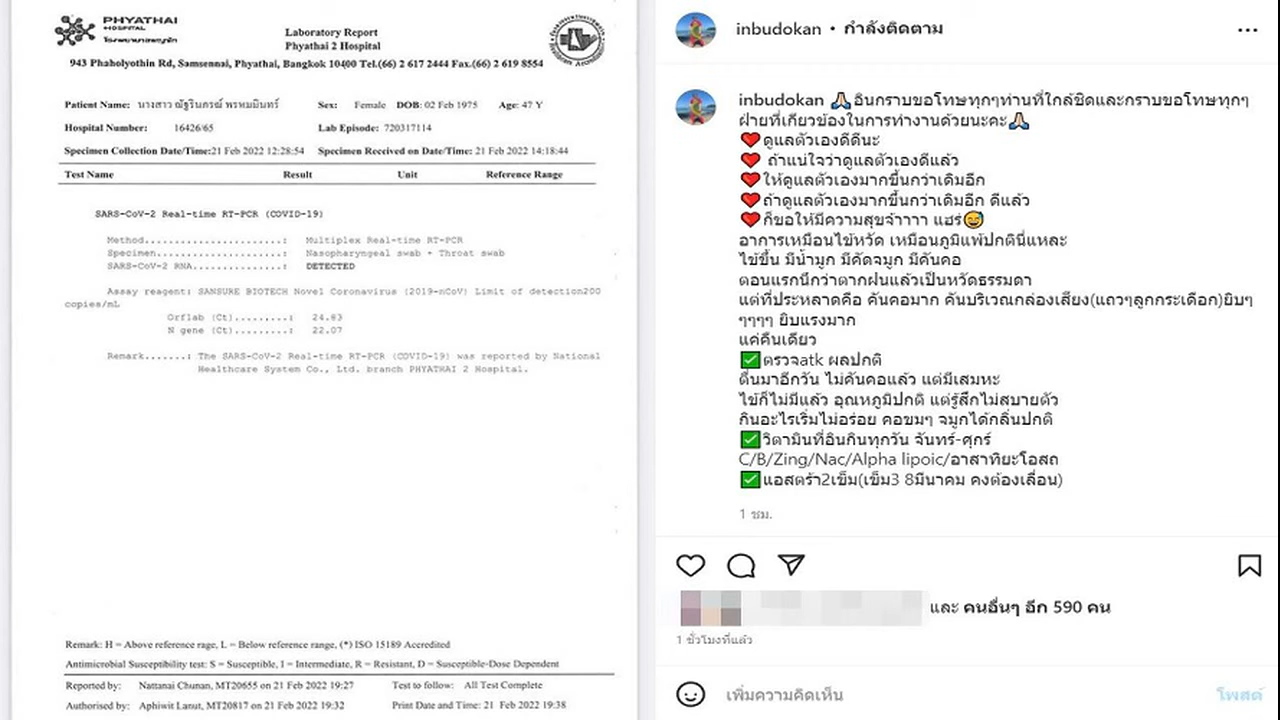 PHYATHAI
HOSPITAL
Laboratory Report
Phyathai 2 Hospital
943 Phaholyothin Rd, Samsennai, Phyathai, Bangkok 10400 Tel.(66) 2 617 2444 Fax.(66) 2 619 8554
Patient Name: นางสาว ณัฐรินภรณ์ พรหมมินทร์ Sex: Female DOB: 02 Feb 1975 Age: 47 Y
Hospital Number: 16426/65 Lab Episode: 720317114
Specimen Collection Date/Time:21 Feb 2022 12:28:54 Specimen Received on Date/Time: 21 Feb 2022 14:18:44
Test Name Result Unit Reference Range
SARS-CoV-2 Real-time RT-PCR (COVID-19)
Method......................: Multiplex Real-time RT-PCR
Specimen....................: Nasopharyngeal swab + Throat swab
SARS-CoV-2 RNA..............: DETECTED
Assay reagent: SANSURE BIOTECH Novel Coronavirus (2019-nCoV) Limit of detection200
copies/mL
Orflab (Ct).........: 24.83
N gene (Ct).........: 22.07
Remark.......: The SARS-CoV-2 Real-time RT-PCR (COVID-19) was reported by National
Healthcare System Co., Ltd. branch PHYATHAI 2 Hospital.
Remark: H = Above reference rage, L = Below reference range, (*) ISO 15189 Accredited
Antimicrobial Susceptibility test: S = Susceptible, I = Intermediate, R = Resistant, D = Susceptible-Dose Dependent
Reported by: Nattanai Chunan, MT20655 on 21 Feb 2022 19:27 Test to follow: All Test Complete
Authorised by: Aphiwit Lanut, MT20817 on 21 Feb 2022 19:32 Print Date and Time: 21 Feb 2022 19:38
inbudokan • กำลังติดตาม
inbudokan 🙏🏻อินกราบขอโทษทุกๆท่านที่ใกล้ชิดและกราบขอโทษทุกๆ
ฝ่ายที่เกี่ยวข้องในการทำงานด้วยนะคะ🙏🏻
❤️ดูแลตัวเองดีดีนะ
❤️ ถ้าแน่ใจว่าดูแลตัวเองดีแล้ว
❤️ให้ดูแลตัวเองมากขึ้นกว่าเดิมอีก
❤️ถ้าดูแลตัวเองมากขึ้นกว่าเดิมอีก ดีแล้ว
❤️ก็ขอให้มีความสุขจ้าาาา แฮร่😅
อาการเหมือนไข้หวัด เหมือนภูมิแพ้ปกตินี่แหละ
ไข้ขึ้น มีน้ำมูก มีคัดจมูก มีคันคอ
ตอนแรกนึกว่าตากฝนแล้วเป็นหวัดธรรมดา
แต่ที่ประหลาดคือ คันคอมาก คันบริเวณกล่องเสียง(แถวๆลูกกระเดือก)ยิบๆ
ๆๆๆๆ ยิบแรงมาก
แค่คืนเดียว
✅ตรวจatk ผลปกติ
ตื่นมาอีกวัน ไม่คันคอแล้ว แต่มีเสมหะ
ไข้ก็ไม่มีแล้ว อุณหภูมิปกติ แต่รู้สึกไม่สบายตัว
กินอะไรเริ่มไม่อร่อย คอขมๆ จมูกได้กลิ่นปกติ
✅วิตามินที่อินกินทุกวัน จันทร์-ศุกร์
C/B/Zing/Nac/Alpha lipoic/อาสาทิยะโอสถ
✅แอสตร้า2เข็ม(เข็ม3 8มีนาคม คงต้องเลื่อน)
1 ชม.
และ คนอื่นๆ อีก 590 คน
1 ชั่วโมงที่แล้ว
เพิ่มความคิดเห็น
โพสต์